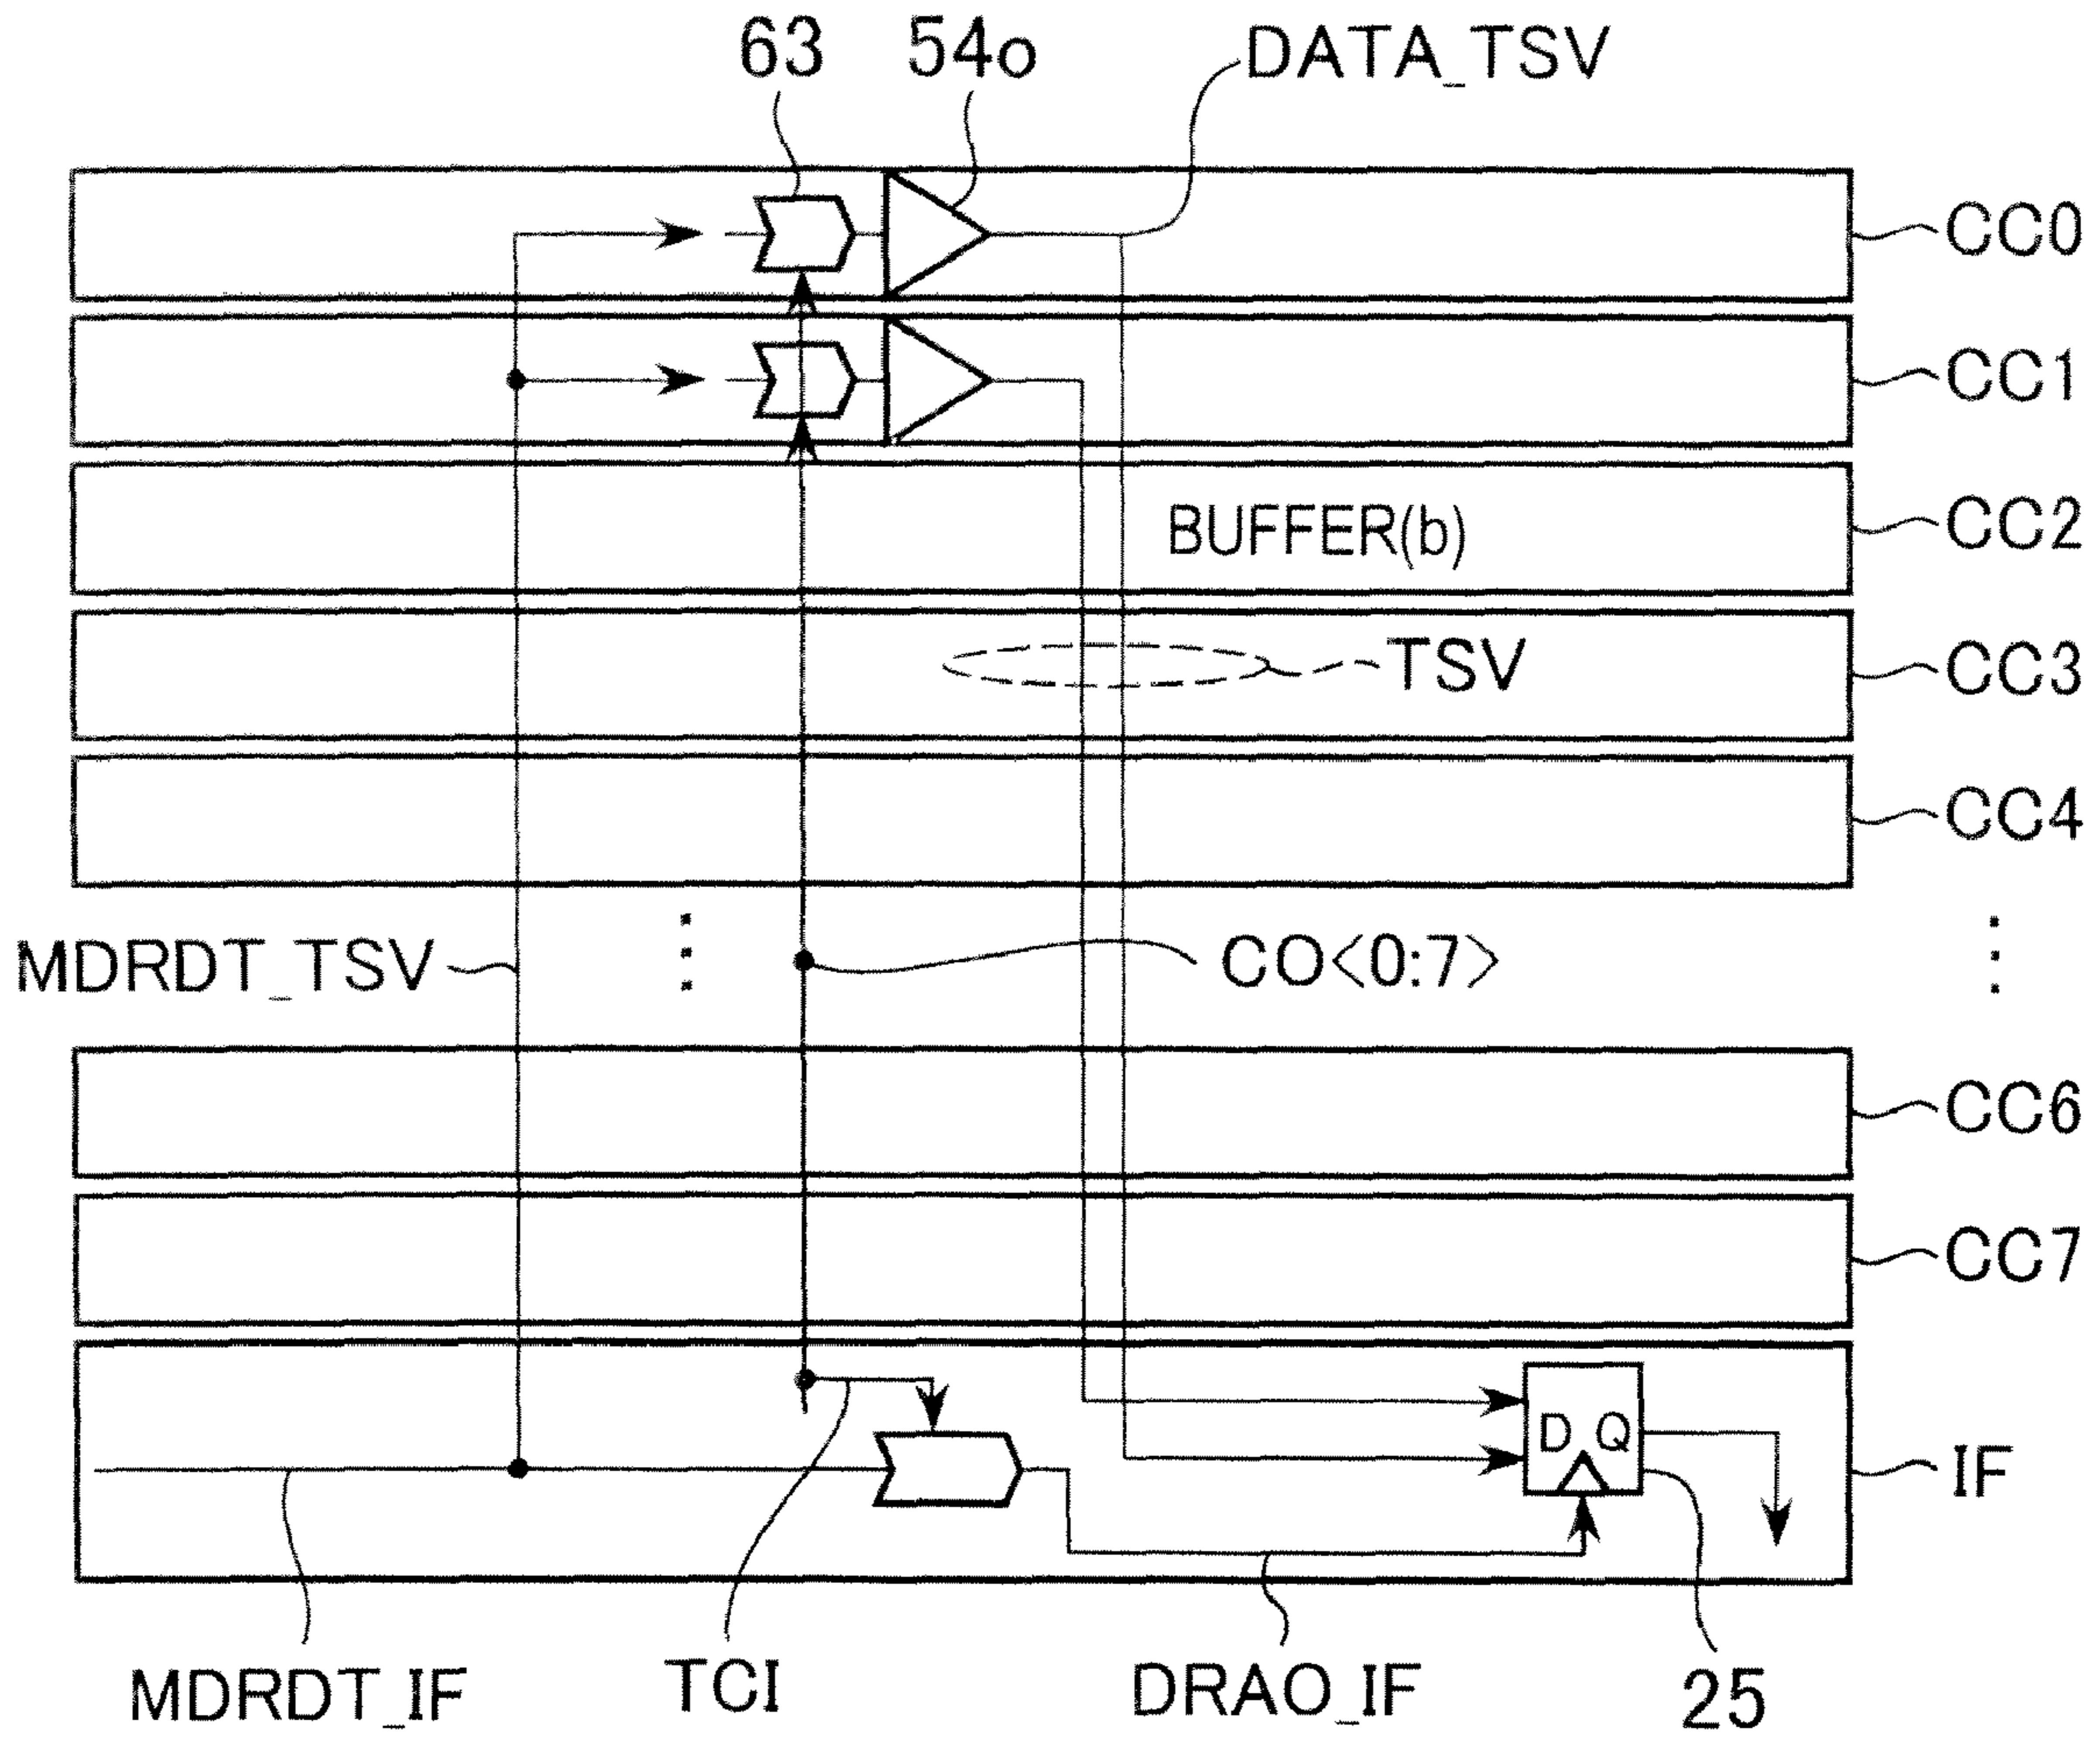 63 54o DATA_TSV
CC0
CC1
BUFFER(b) CC2
TSV CC3
CC4
MDRDT_TSV CO<0:7>
CC6
CC7
D Q
IF
MDRDT_IF TCI DRAO_IF 25